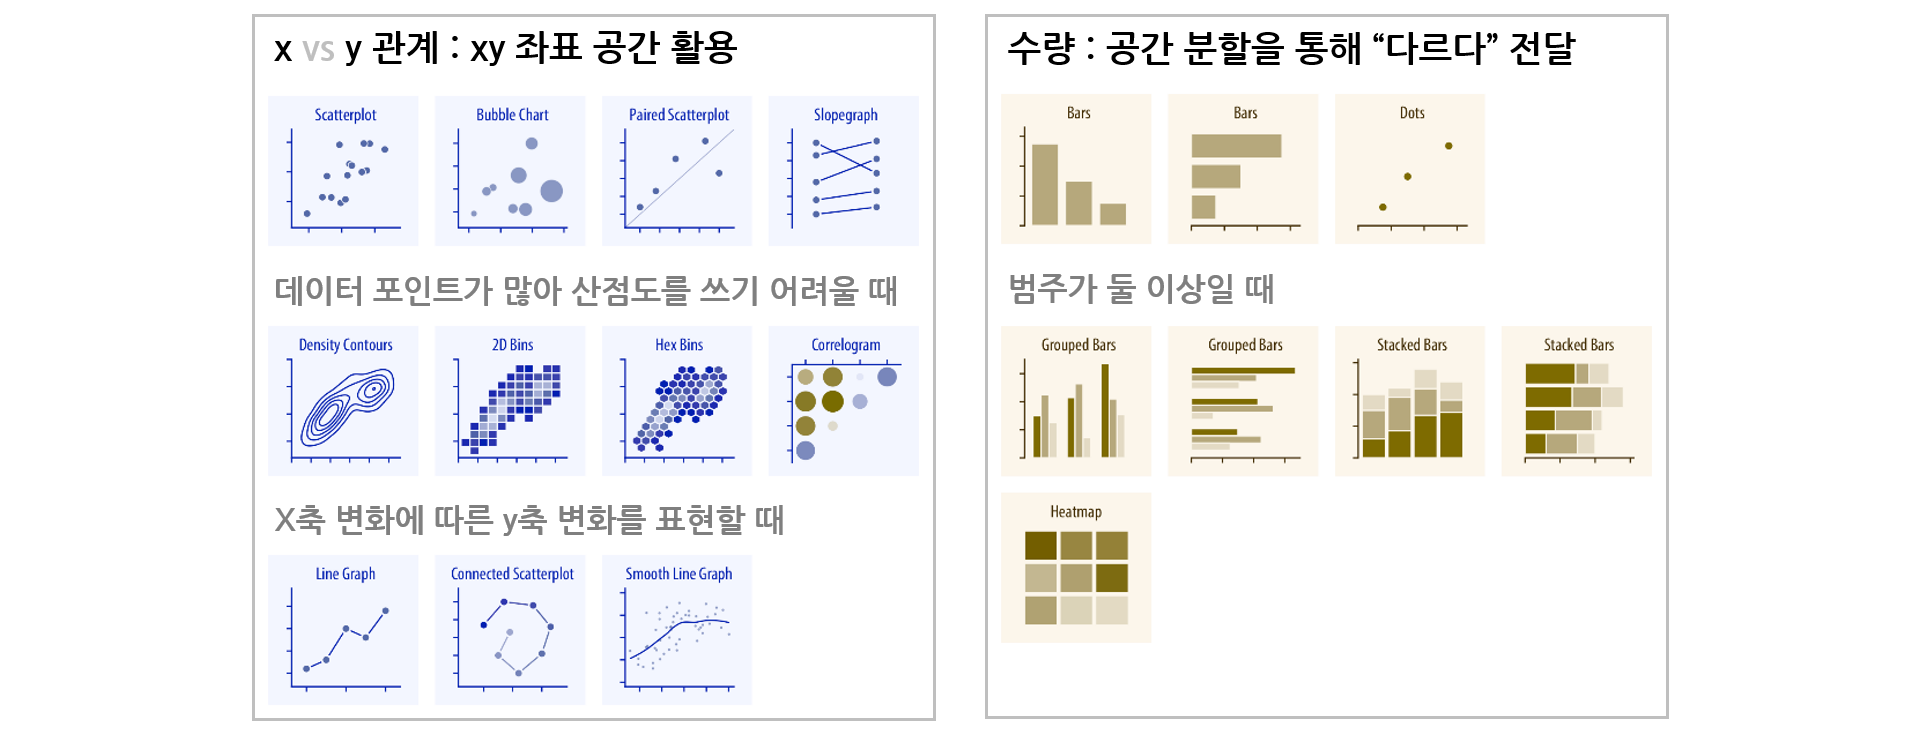 x vs y 관계 : xy 좌표 공간 활용
Scatterplot
Bubble Chart
Paired Scatterplot
Slopegraph
데이터 포인트가 많아 산점도를 쓰기 어려울 때
Density Contours
2D Bins
Hex Bins
Correlogram
X축 변화에 따른 y축 변화를 표현할 때
Line Graph
Connected Scatterplot
Smooth Line Graph
수량 : 공간 분할을 통해 “다르다” 전달
Bars
Bars
Dots
범주가 둘 이상일 때
Grouped Bars
Grouped Bars
Stacked Bars
Stacked Bars
Heatmap